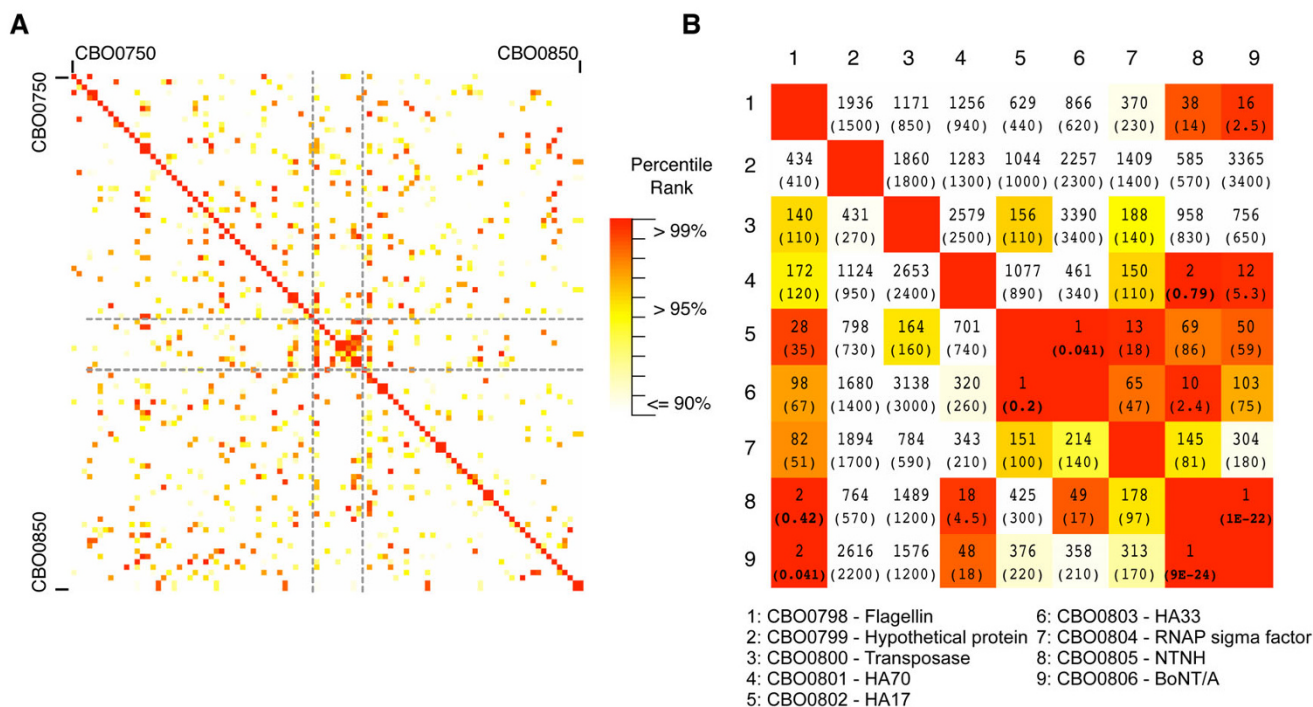 A
CBO0750
CBO0850
CBO0750
CBO0850
Percentile
Rank
> 99%
> 95%
<= 90%
B
1 2 3 4 5 6 7 8 9
1 1936 1171 1256 629 866 370 38 16
(1500) (850) (940) (440) (620) (230) (14) (2.5)
2 434 1860 1283 1044 2257 1409 585 3365
(410) (1800) (1300) (1000) (2300) (1400) (570) (3400)
3 140 431 2579 156 3390 188 958 756
(110) (270) (2500) (110) (3400) (140) (830) (650)
4 172 1124 2653 1077 461 150 2 12
(120) (950) (2400) (890) (340) (110) (0.79) (5.3)
5 28 798 164 701 1 13 69 50
(35) (730) (160) (740) (0.041) (18) (86) (59)
6 98 1680 3138 320 1 65 10 103
(67) (1400) (3000) (260) (0.2) (47) (2.4) (75)
7 82 1894 784 343 151 214 145 304
(51) (1700) (590) (210) (100) (140) (81) (180)
8 2 764 1489 18 425 49 178 1
(0.42) (570) (1200) (4.5) (300) (17) (97) (1E-22)
9 2 2616 1576 48 376 358 313 1
(0.041) (2200) (1200) (18) (220) (210) (170) (9E-24)
1: CBO0798 - Flagellin
2: CBO0799 - Hypothetical protein
3: CBO0800 - Transposase
4: CBO0801 - HA70
5: CBO0802 - HA17
6: CBO0803 - HA33
7: CBO0804 - RNAP sigma factor
8: CBO0805 - NTNH
9: CBO0806 - BoNT/A